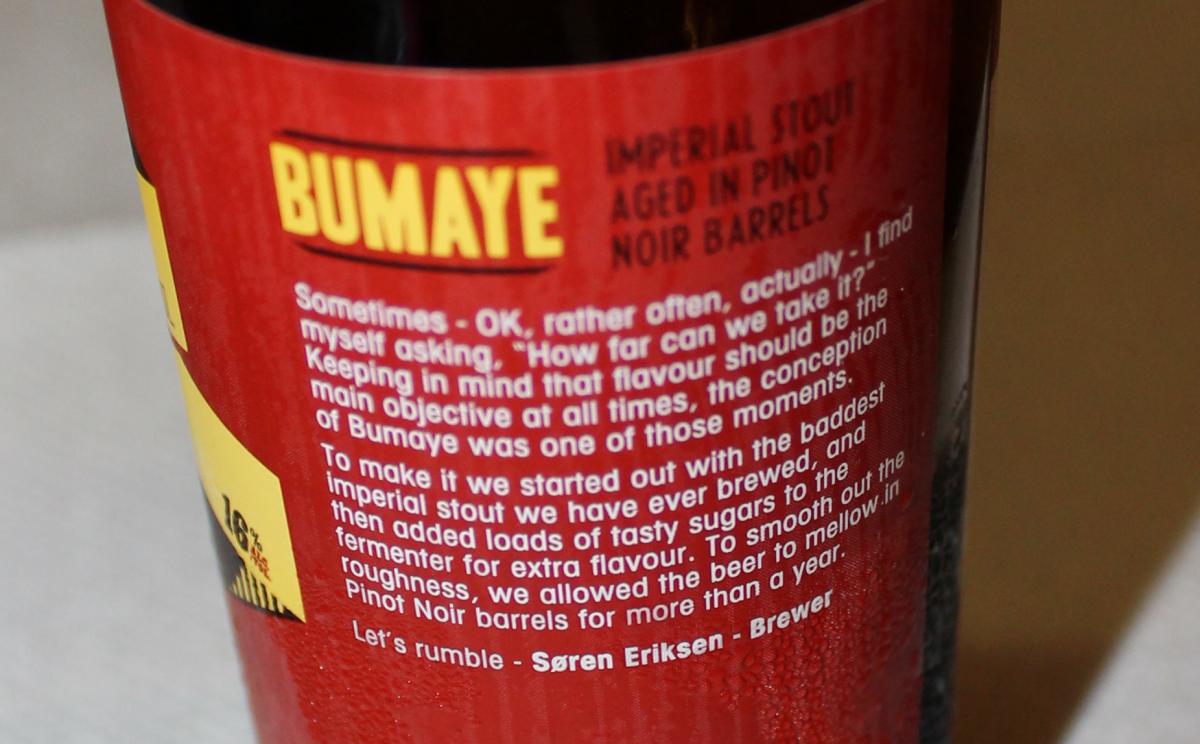 BUMAYE
IMPERIAL STOUT
AGED IN PINOT
NOIR BARRELS
Sometimes - OK, rather often, actually - I find
myself asking, "How far can we take it?"
Keeping in mind that flavour should be the
main objective at all times, the conception
of Bumaye was one of those moments.
To make it we started out with the baddest
imperial stout we have ever brewed, and
then added loads of tasty sugars to the
fermenter for extra flavour. To smooth out the
roughness, we allowed the beer to mellow in
Pinot Noir barrels for more than a year.
Let's rumble - Søren Eriksen - Brewer
16%